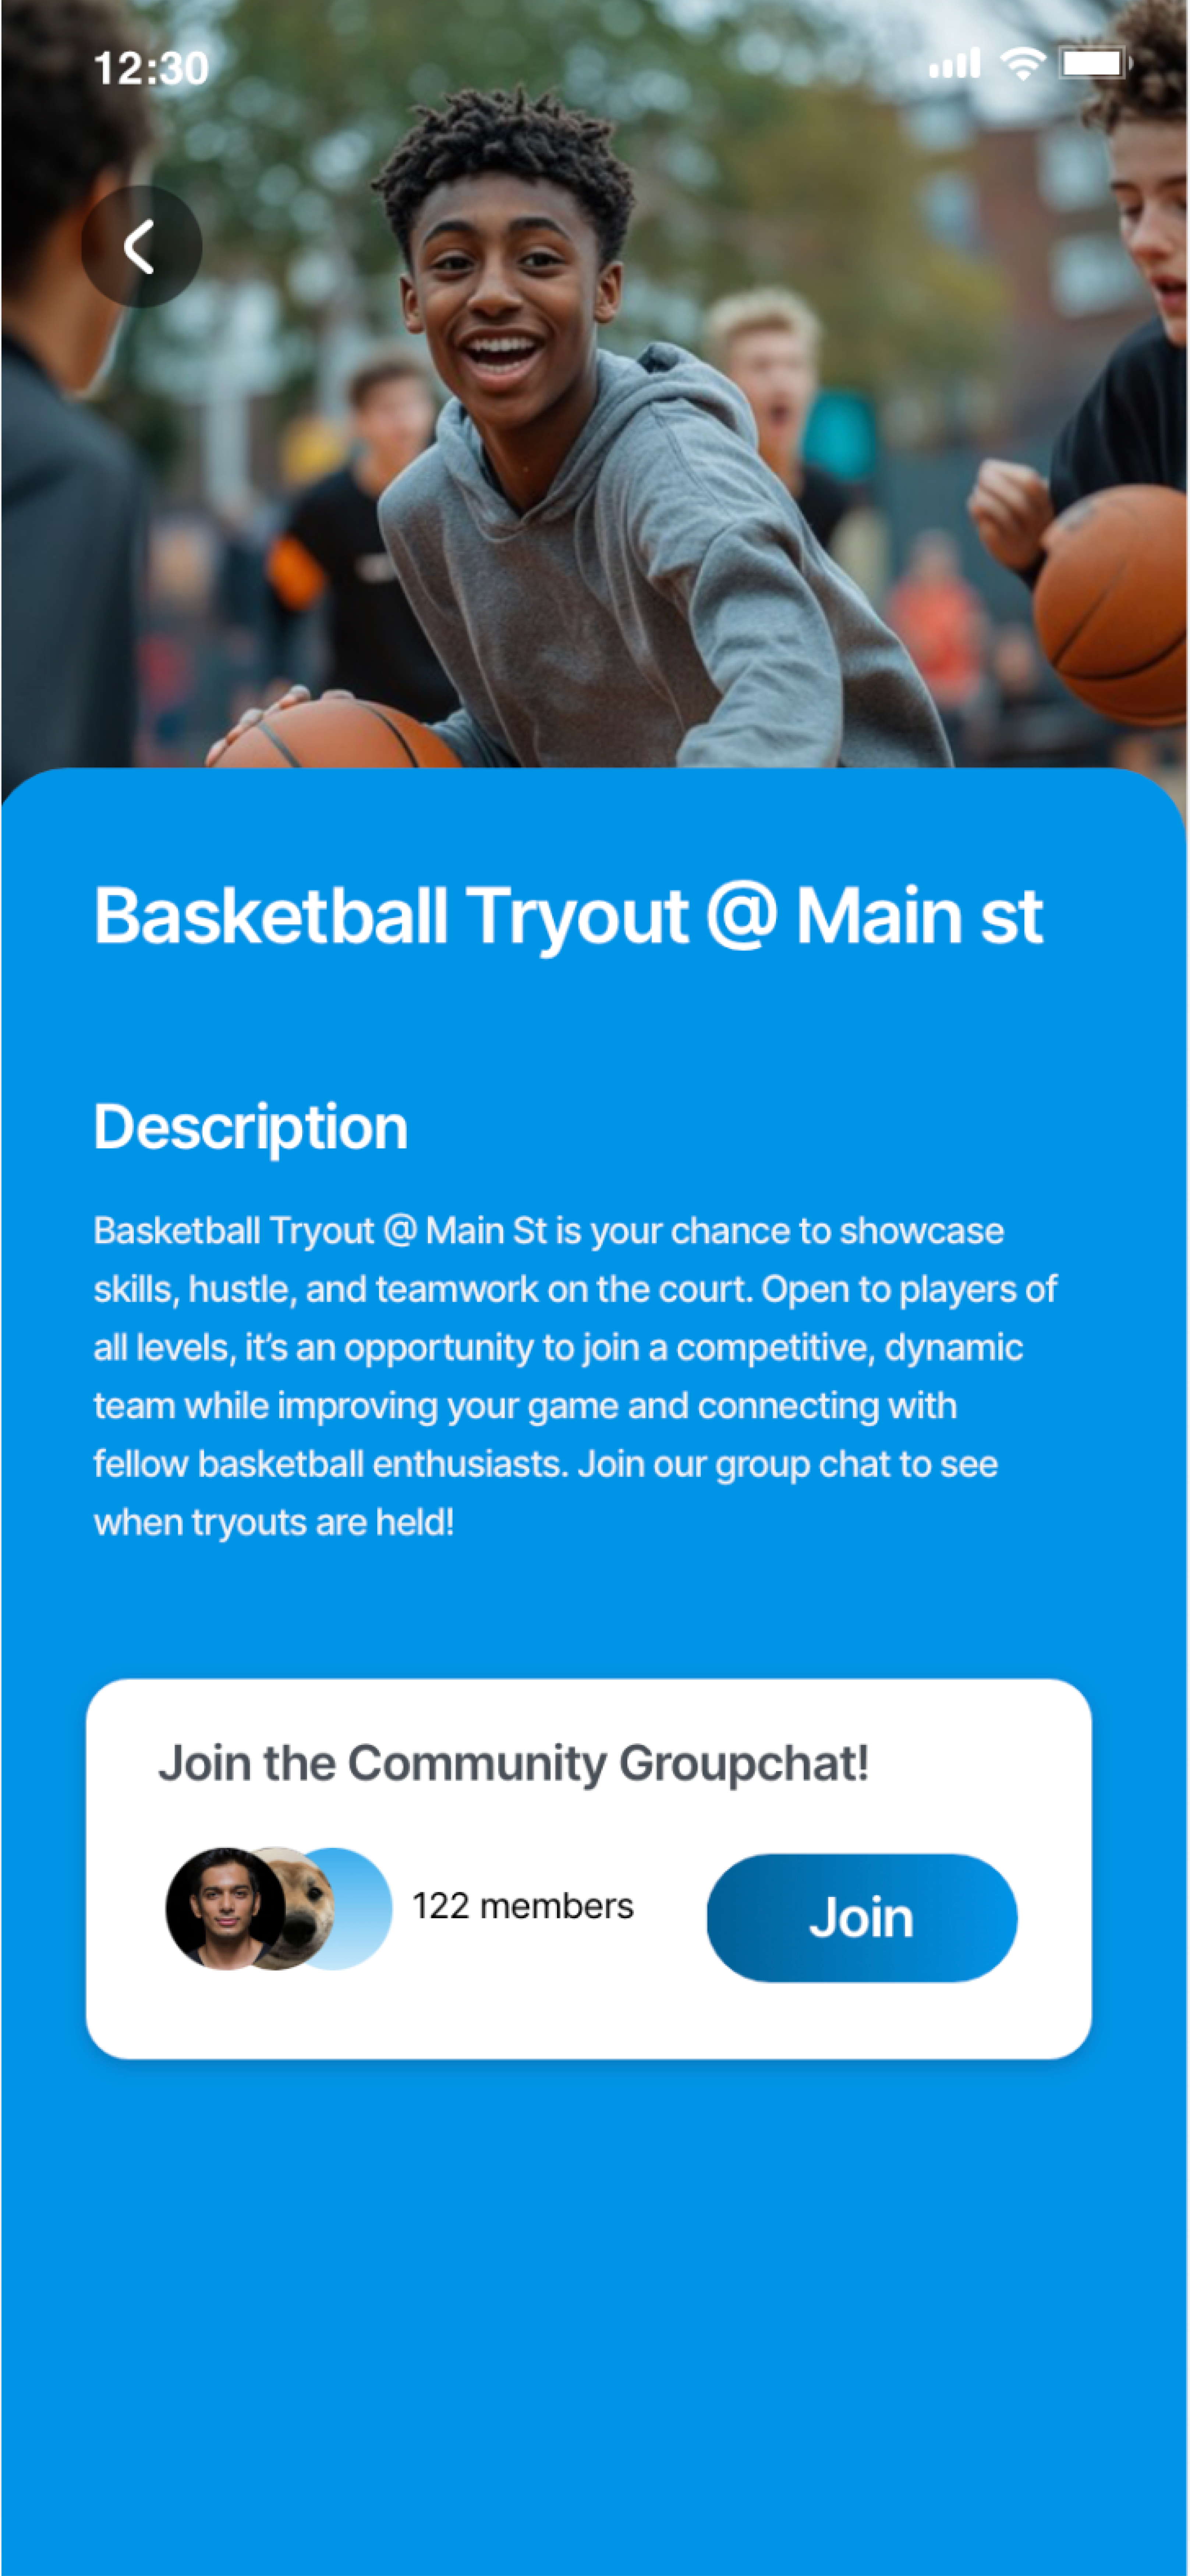 12:30
Basketball Tryout @ Main st
Description
Basketball Tryout @ Main St is your chance to showcase
skills, hustle, and teamwork on the court. Open to players of
all levels, it’s an opportunity to join a competitive, dynamic
team while improving your game and connecting with
fellow basketball enthusiasts. Join our group chat to see
when tryouts are held!
Join the Community Groupchat!
122 members
Join